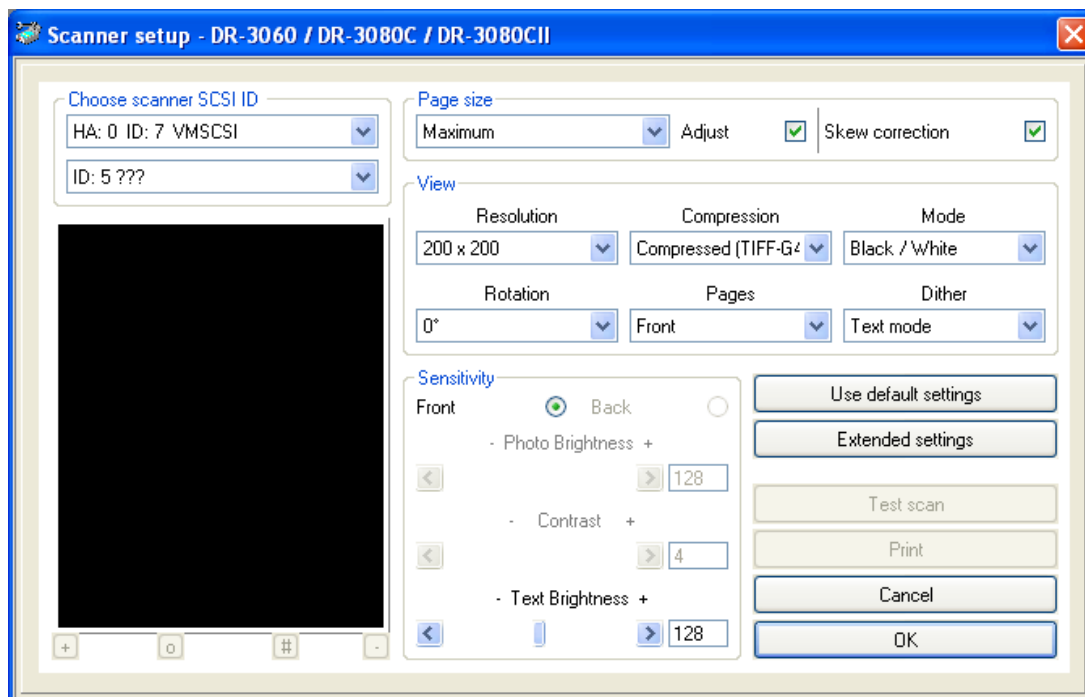 Scanner setup - DR-3060 / DR-3080C / DR-3080CII
Choose scanner SCSI ID
HA: 0 ID: 7 VMSCSI
ID: 5 ???
Page size
Maximum
Adjust
Skew correction
View
Resolution
Compression
Mode
200 x 200
Compressed (TIFF-G4
Black / White
Rotation
Pages
Dither
0°
Front
Text mode
Sensitivity
Front
Back
- Photo Brightness +
128
- Contrast +
4
- Text Brightness +
128
Use default settings
Extended settings
Test scan
Print
Cancel
OK
+ o # -